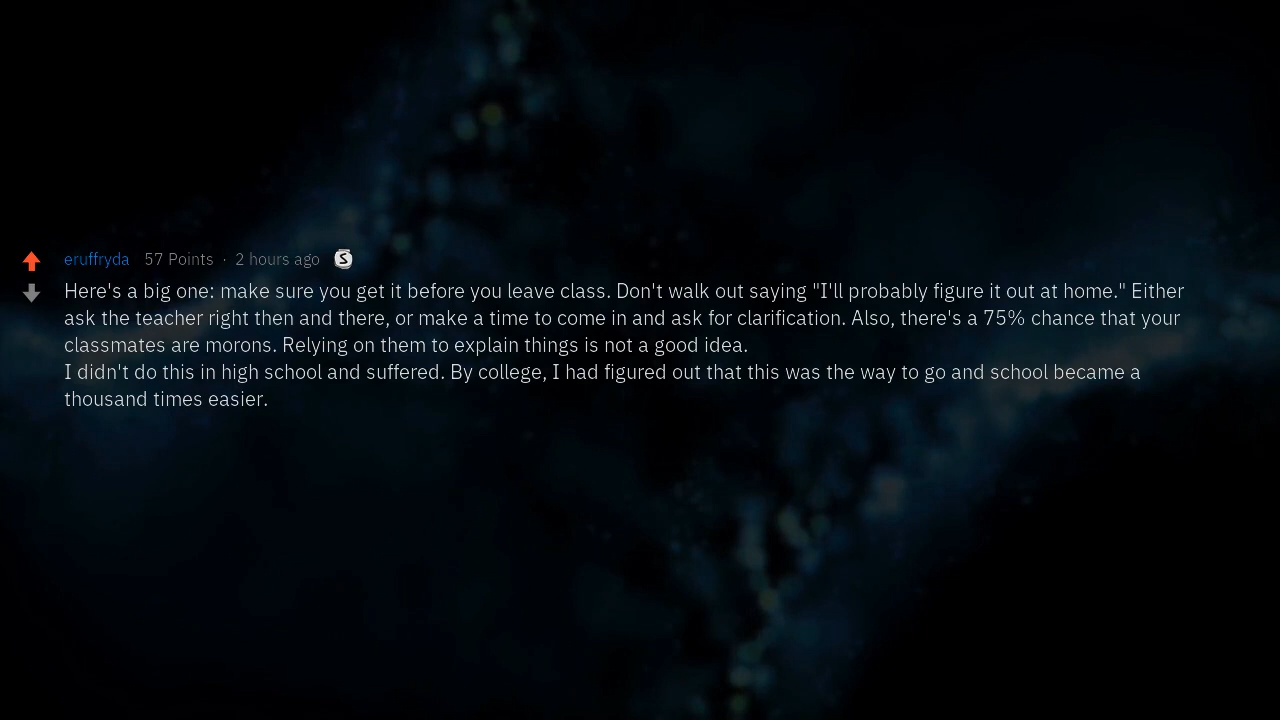 eruffryda 57 Points · 2 hours ago
Here's a big one: make sure you get it before you leave class. Don't walk out saying "I'll probably figure it out at home." Either
ask the teacher right then and there, or make a time to come in and ask for clarification. Also, there's a 75% chance that your
classmates are morons. Relying on them to explain things is not a good idea.
I didn't do this in high school and suffered. By college, I had figured out that this was the way to go and school became a
thousand times easier.